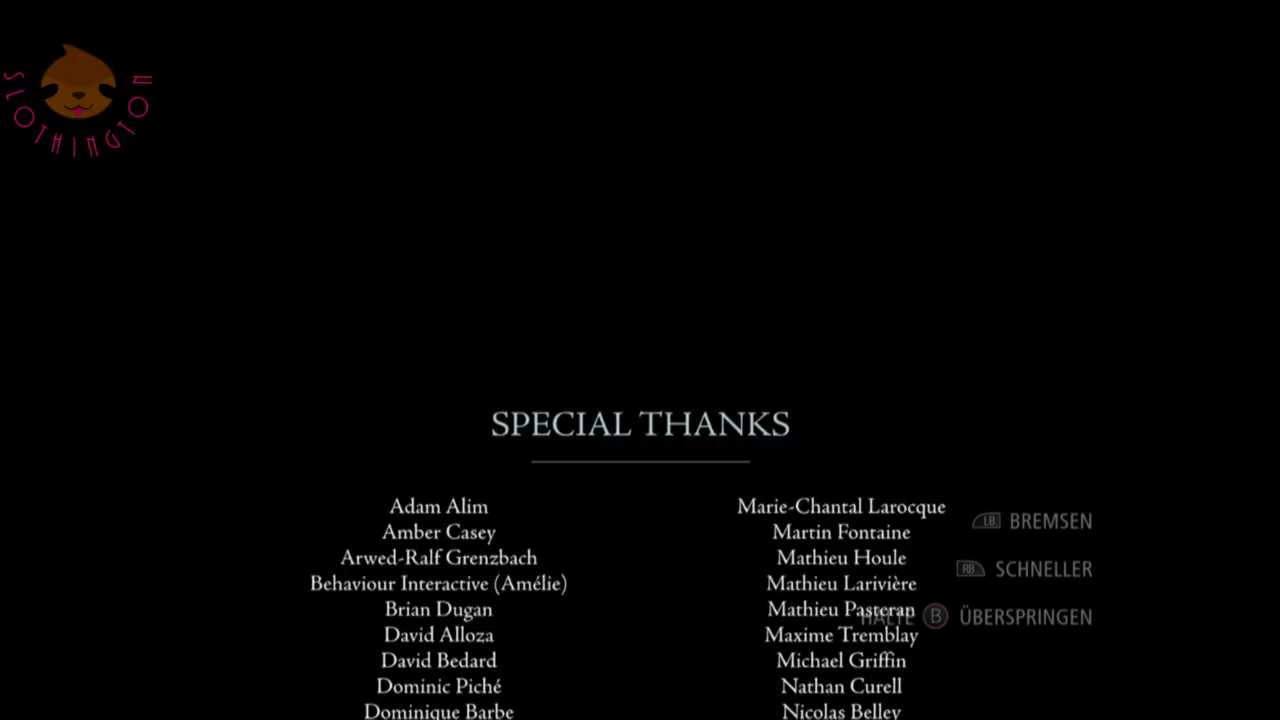 SLOTHINGTON
SPECIAL THANKS
Adam Alim
Amber Casey
Arwed-Ralf Grenzbach
Behaviour Interactive (Amélie)
Brian Dugan
David Alloza
David Bedard
Dominic Piché
Dominique Barbe
Marie-Chantal Larocque
Martin Fontaine
Mathieu Houle
Mathieu Larivière
Mathieu Pasteran
Maxime Tremblay
Michael Griffin
Nathan Curell
Nicolas Belley
LB BREMSEN
RB SCHNELLER
HALTE B ÜBERSPRINGEN